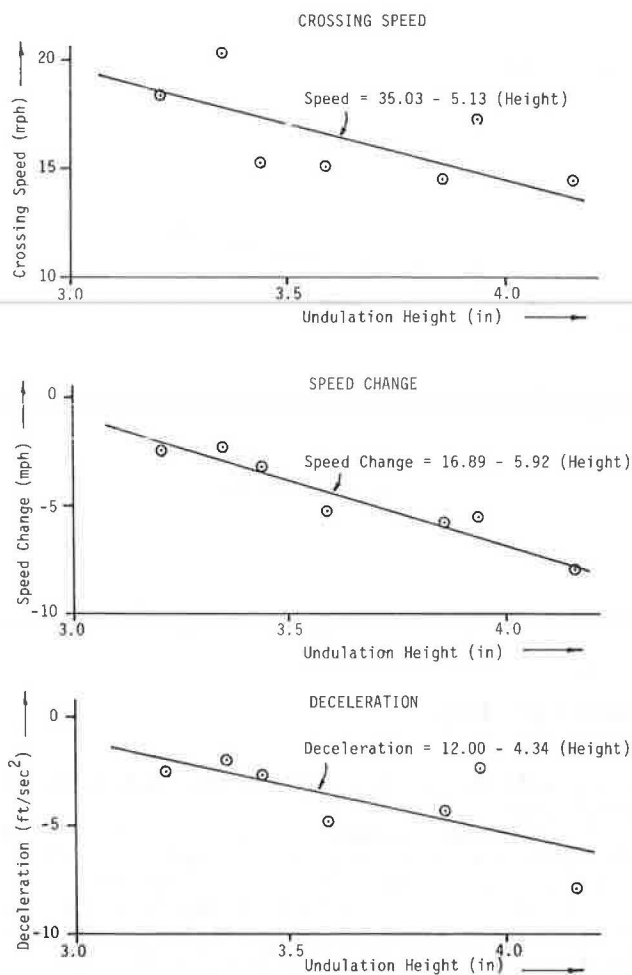 CROSSING SPEED
20
Speed = 35.03 - 5.13 (Height)
15
Crossing Speed (mph)
10
3.0
3.5
4.0
Undulation Height (in)
SPEED CHANGE
0
Speed Change = 16.89 - 5.92 (Height)
-5
Speed Change (mph)
-10
3.0
3.5
4.0
Undulation Height (in)
DECELERATION
0
Deceleration = 12.00 - 4.34 (Height)
-5
Deceleration (ft/sec²)
-10
3.0
3.5
4.0
Undulation Height (in)